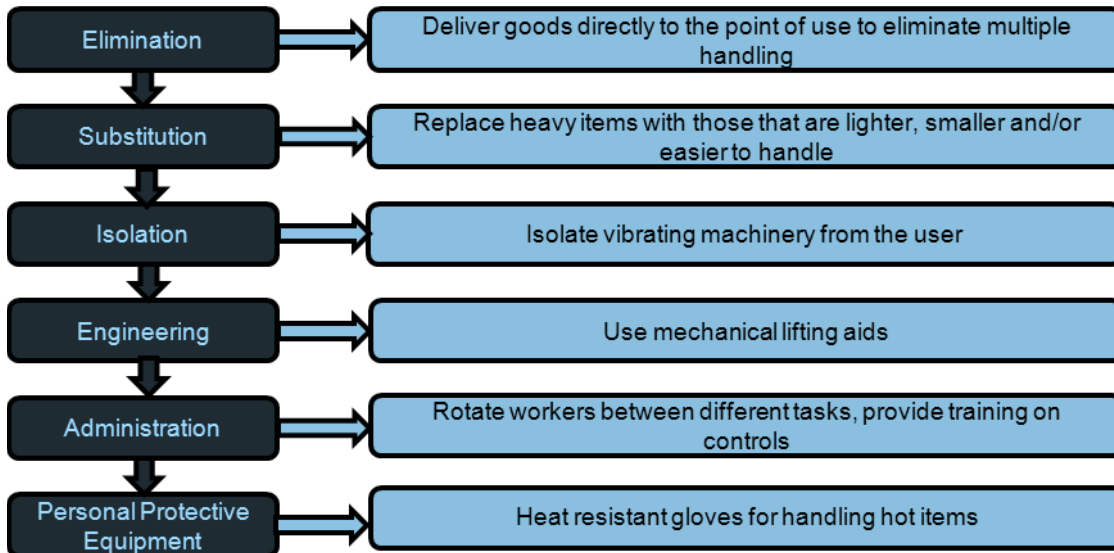 Elimination
Deliver goods directly to the point of use to eliminate multiple
handling
Substitution
Replace heavy items with those that are lighter, smaller and/or
easier to handle
Isolation
Isolate vibrating machinery from the user
Engineering
Use mechanical lifting aids
Administration
Rotate workers between different tasks, provide training on
controls
Personal Protective
Equipment
Heat resistant gloves for handling hot items